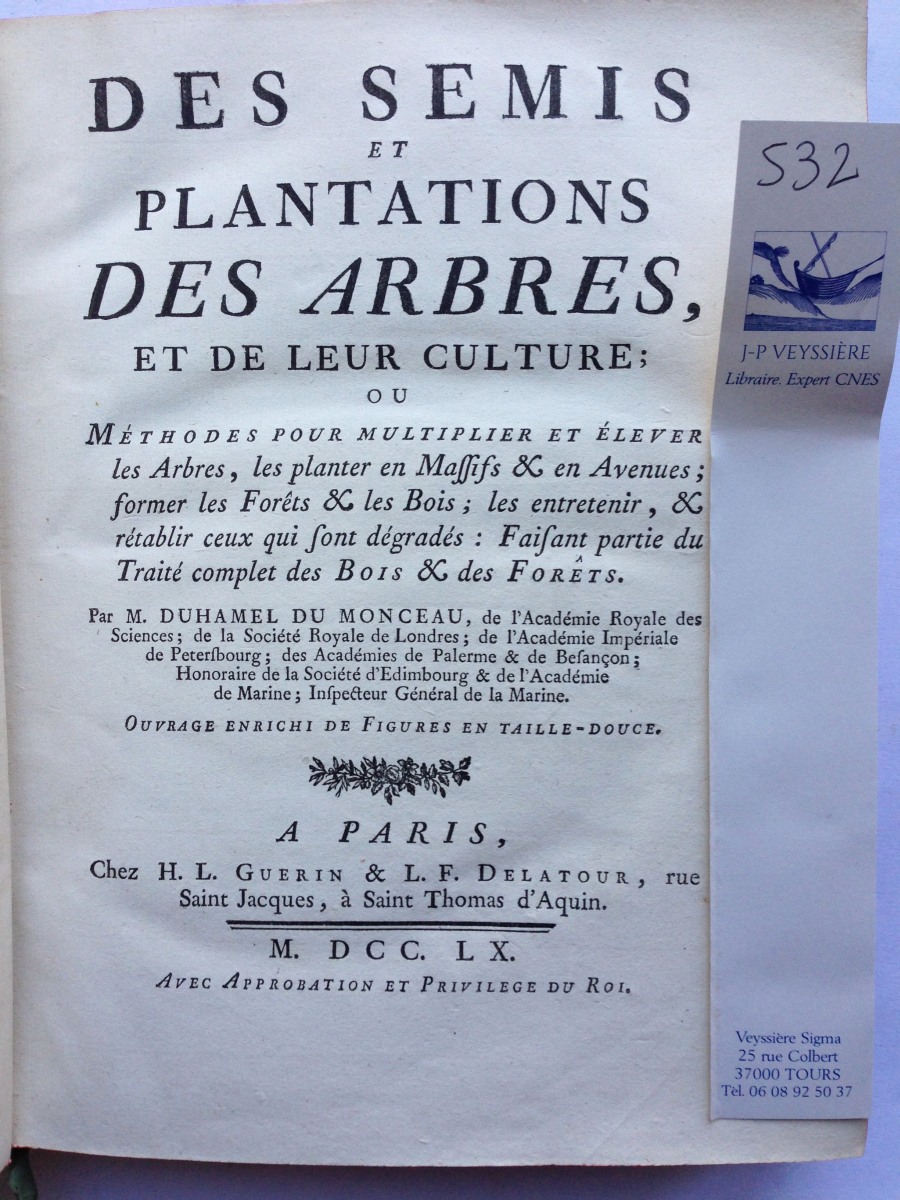 DES SEMIS
ET
PLANTATIONS
DES ARBRES,
ET DE LEUR CULTURE;
OU
MÉTHODES POUR MULTIPLIER ET ÉLEVER
les Arbres, les planter en Maſſifs & en Avenues;
former les Forêts & les Bois; les entretenir, &
rétablir ceux qui ſont dégradés: Faiſant partie du
Traité complet des BOIS & des FORÊTS.
Par M. DUHAMEL DU MONCEAU, de l'Académie Royale des
Sciences; de la Société Royale de Londres; de l'Académie Impériale
de Peterſbourg; des Académies de Palerme & de Beſançon;
Honoraire de la Société d'Edimbourg & de l'Académie
de Marine; Inſpecteur Général de la Marine.
OUVRAGE ENRICHI DE FIGURES EN TAILLE-DOUCE.
A PARIS,
Chez H. L. GUERIN & L. F. DELATOUR, rue
Saint Jacques, à Saint Thomas d'Aquin.
M. DCC. LX.
AVEC APPROBATION ET PRIVILEGE DU ROI.
532
J-P VEYSSIÈRE
Libraire. Expert CNES
Veyssière Sigma
25 rue Colbert
37000 TOURS
Tèl. 06 08 92 50 37